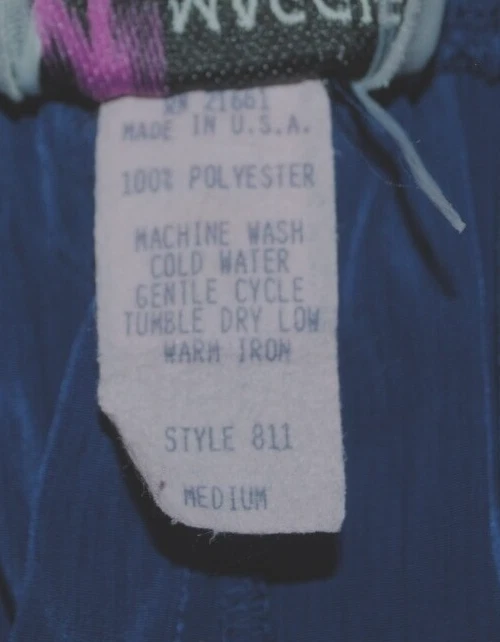 RN 21661
MADE IN U.S.A.
100% POLYESTER
MACHINE WASH
COLD WATER
GENTLE CYCLE
TUMBLE DRY LOW
WARM IRON
STYLE 811
MEDIUM